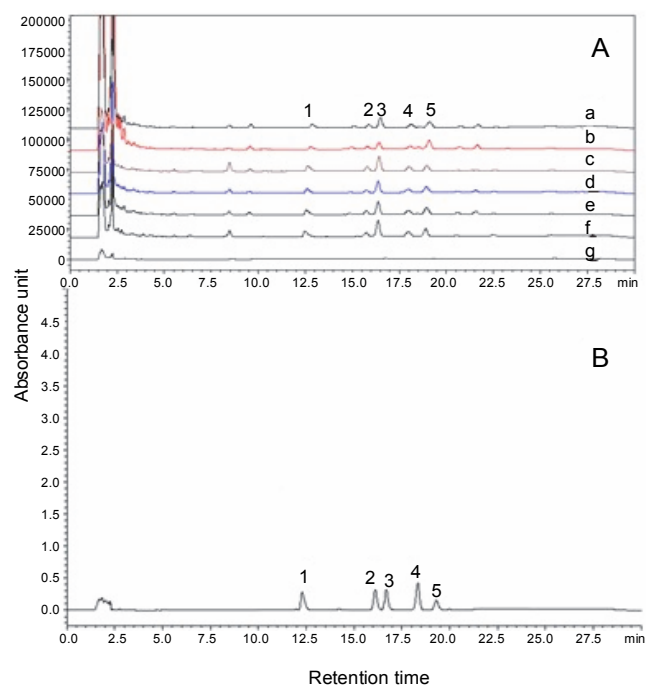 200000
175000
150000
125000
100000
75000
50000
25000
0
A
1 2 3 4 5
a
b
c
d
e
f
g
0.0 2.5 5.0 7.5 10.0 12.5 15.0 17.5 20.0 22.5 25.0 27.5 min
Absorbance unit
B
4.5
4.0
3.5
3.0
2.5
2.0
1.5
1.0
0.5
0.0
1 2 3 4 5
0.0 2.5 5.0 7.5 10.0 12.5 15.0 17.5 20.0 22.5 25.0 27.5 min
Retention time